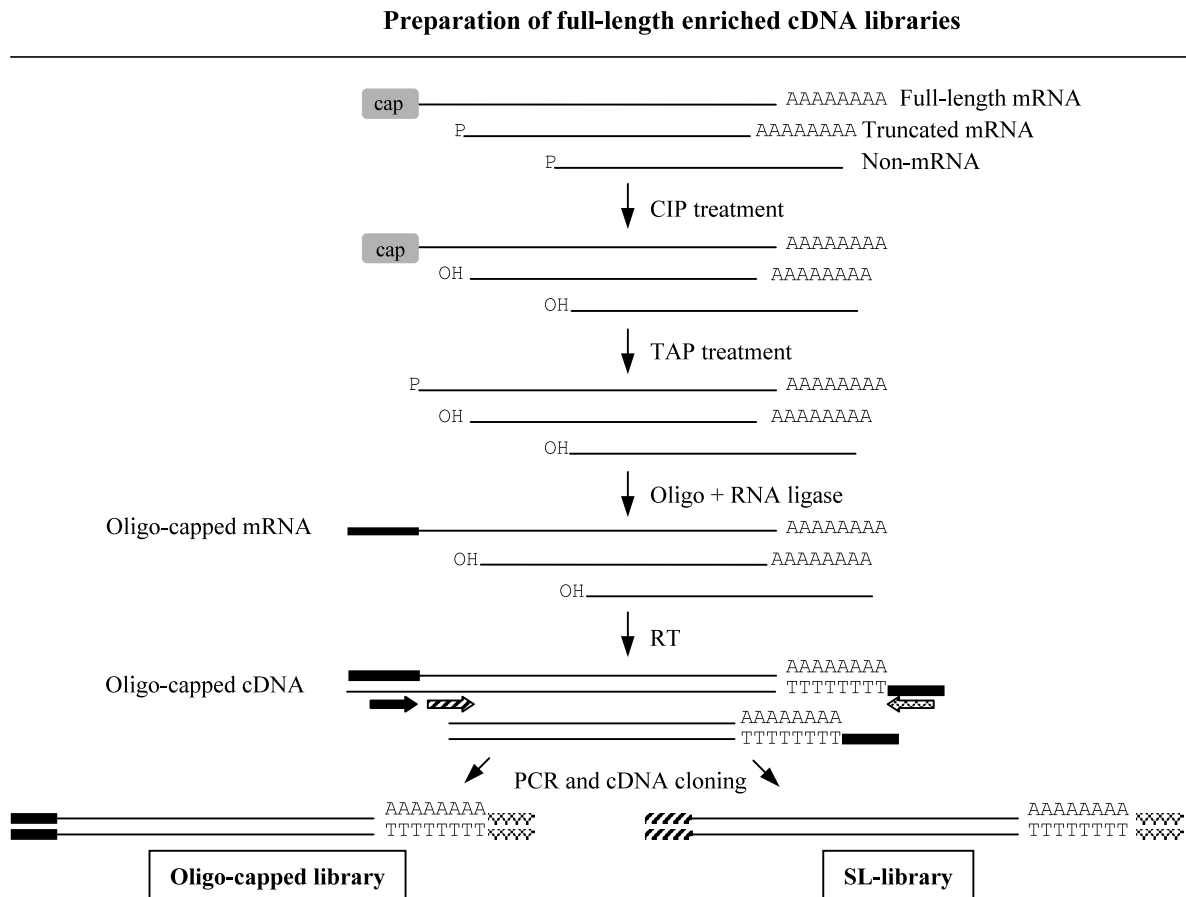 Preparation of full-length enriched cDNA libraries
cap AAAAAAAA Full-length mRNA
P AAAAAAAA Truncated mRNA
P Non-mRNA
CIP treatment
cap AAAAAAAA
OH AAAAAAAA
OH
TAP treatment
P AAAAAAAA
OH AAAAAAAA
OH
Oligo + RNA ligase
Oligo-capped mRNA AAAAAAAA
OH AAAAAAAA
OH
RT
AAAAAAAA
Oligo-capped cDNA TTTTTTTT
AAAAAAAA
TTTTTTTT
PCR and cDNA cloning
AAAAAAAA AAAAAAAA
TTTTTTTT TTTTTTTT
Oligo-capped library SL-library